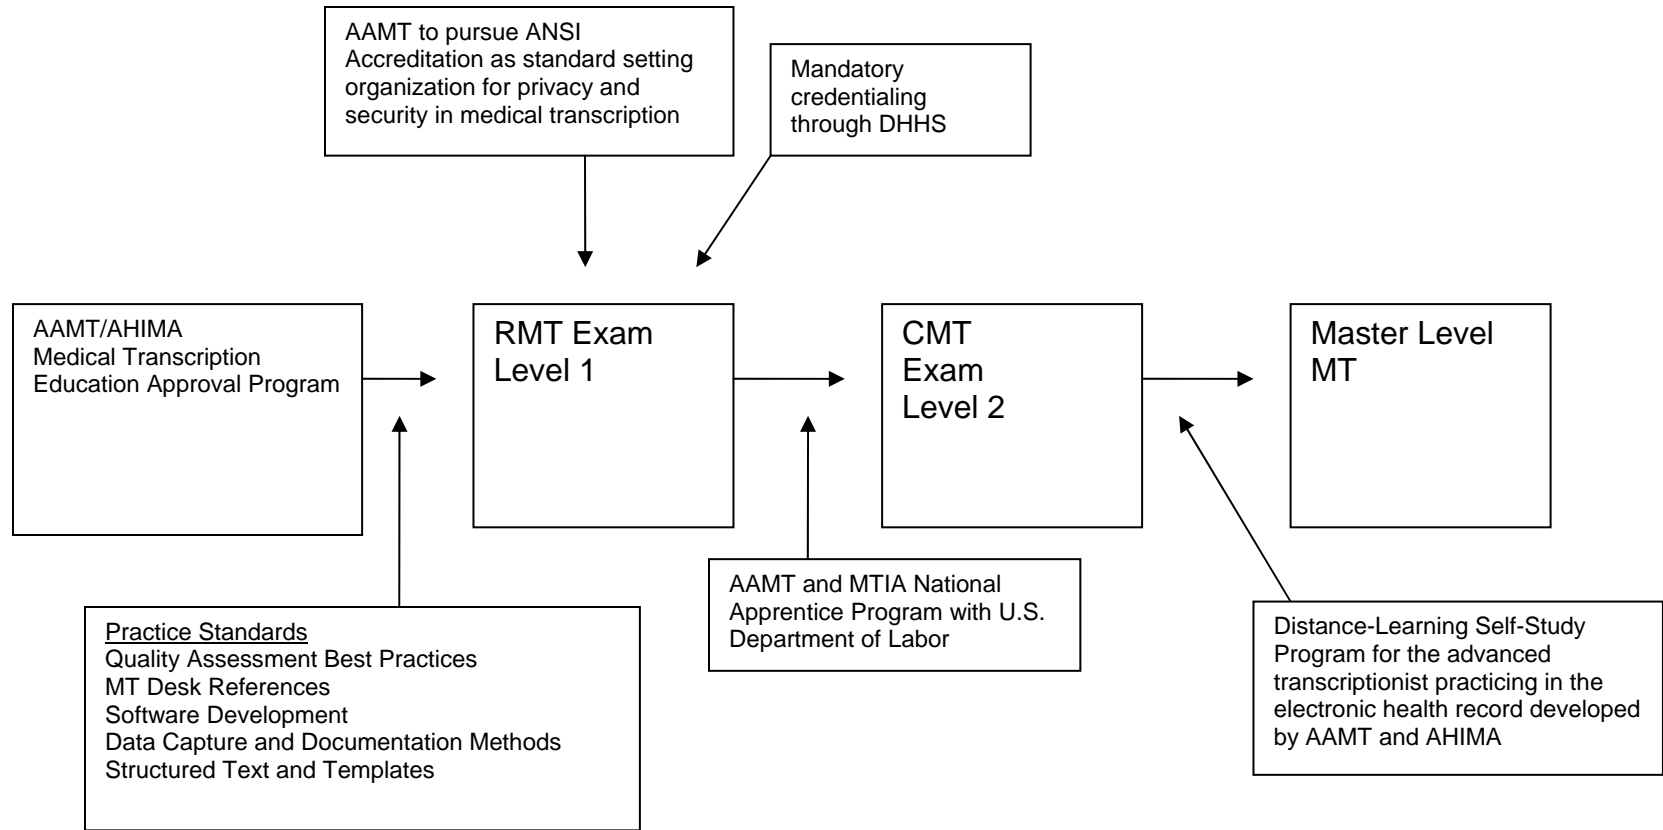 AAMT to pursue ANSI
Accreditation as standard setting
organization for privacy and
security in medical transcription
Mandatory
credentialing
through DHHS
AAMT/AHIMA
Medical Transcription
Education Approval Program
RMT Exam
Level 1
CMT
Exam
Level 2
Master Level
MT
Practice Standards
Quality Assessment Best Practices
MT Desk References
Software Development
Data Capture and Documentation Methods
Structured Text and Templates
AAMT and MTIA National
Apprentice Program with U.S.
Department of Labor
Distance-Learning Self-Study
Program for the advanced
transcriptionist practicing in the
electronic health record developed
by AAMT and AHIMA